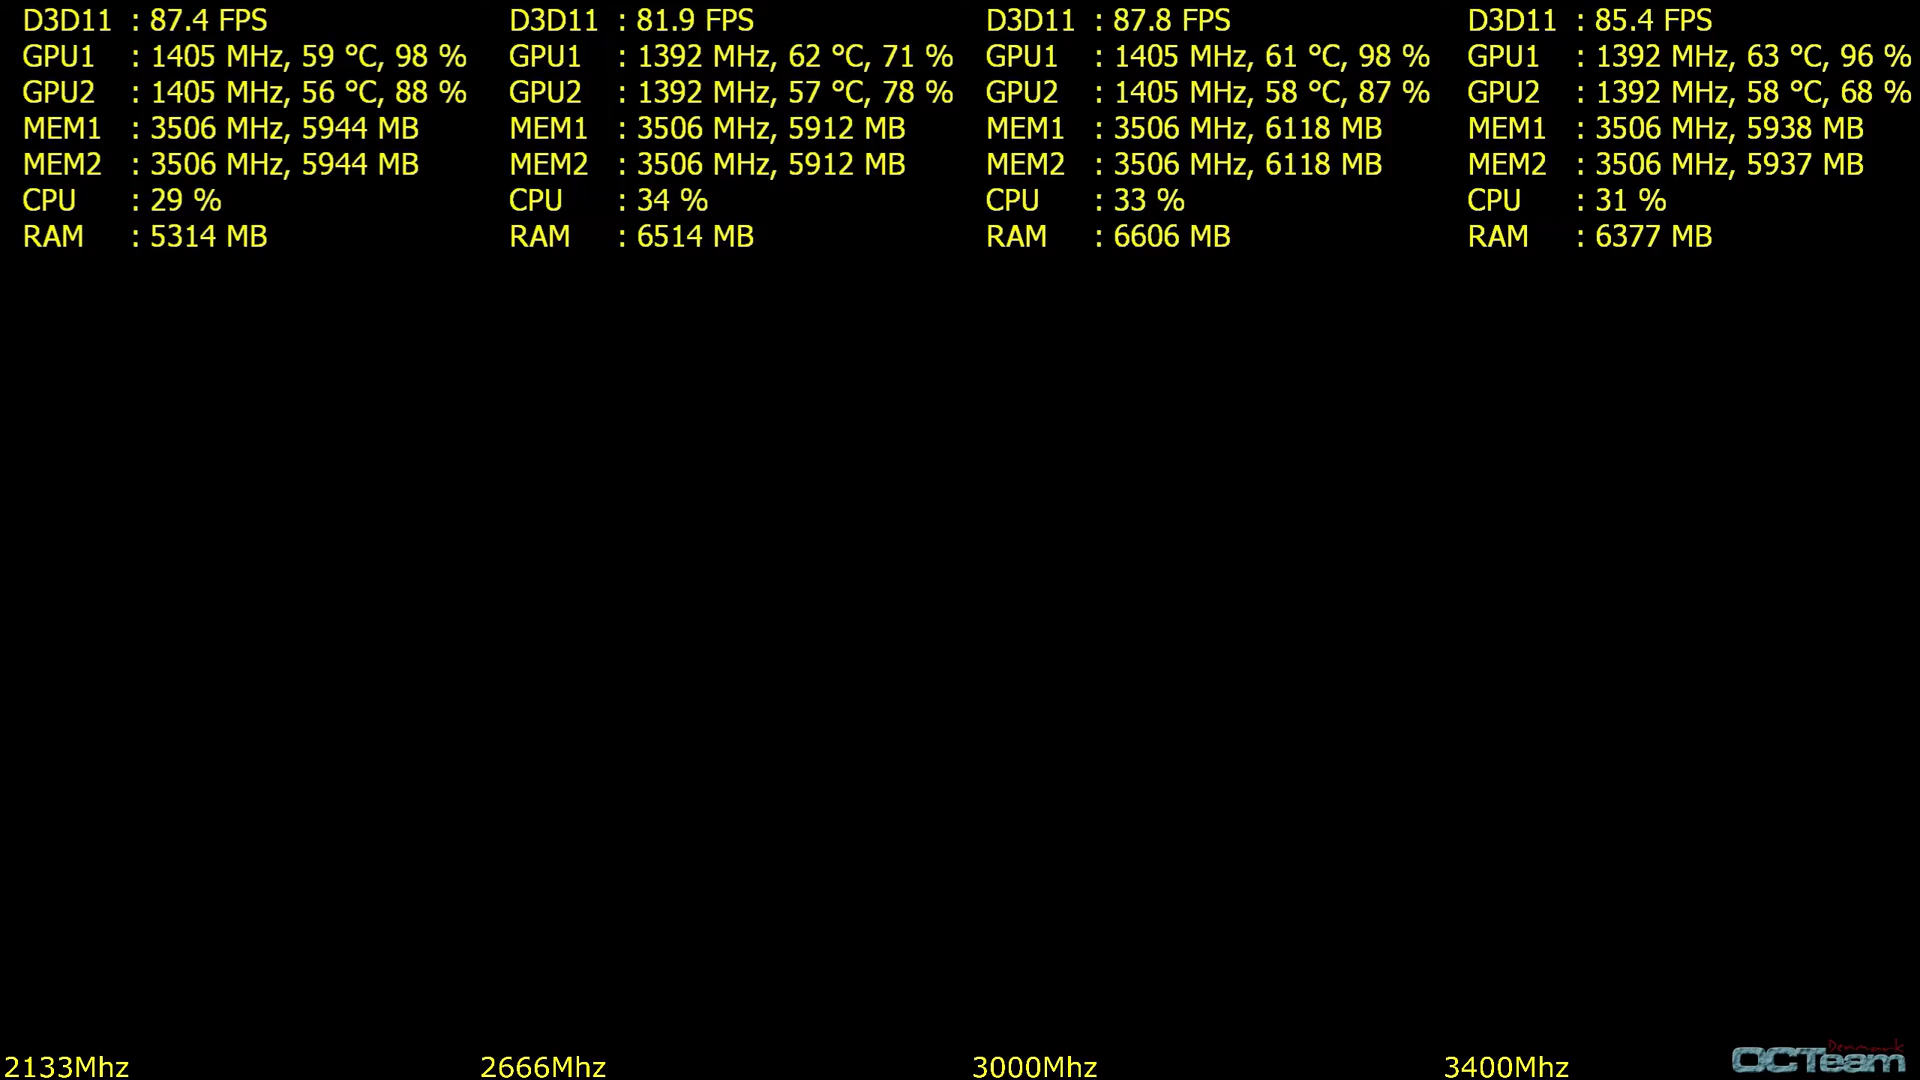 D3D11 : 87.4 FPS
GPU1 : 1405 MHz, 59 °C, 98 %
GPU2 : 1405 MHz, 56 °C, 88 %
MEM1 : 3506 MHz, 5944 MB
MEM2 : 3506 MHz, 5944 MB
CPU : 29 %
RAM : 5314 MB
D3D11 : 81.9 FPS
GPU1 : 1392 MHz, 62 °C, 71 %
GPU2 : 1392 MHz, 57 °C, 78 %
MEM1 : 3506 MHz, 5912 MB
MEM2 : 3506 MHz, 5912 MB
CPU : 34 %
RAM : 6514 MB
D3D11 : 87.8 FPS
GPU1 : 1405 MHz, 61 °C, 98 %
GPU2 : 1405 MHz, 58 °C, 87 %
MEM1 : 3506 MHz, 6118 MB
MEM2 : 3506 MHz, 6118 MB
CPU : 33 %
RAM : 6606 MB
D3D11 : 85.4 FPS
GPU1 : 1392 MHz, 63 °C, 96 %
GPU2 : 1392 MHz, 58 °C, 68 %
MEM1 : 3506 MHz, 5938 MB
MEM2 : 3506 MHz, 5937 MB
CPU : 31 %
RAM : 6377 MB
2133Mhz
2666Mhz
3000Mhz
3400Mhz
Denmark
OCTeam